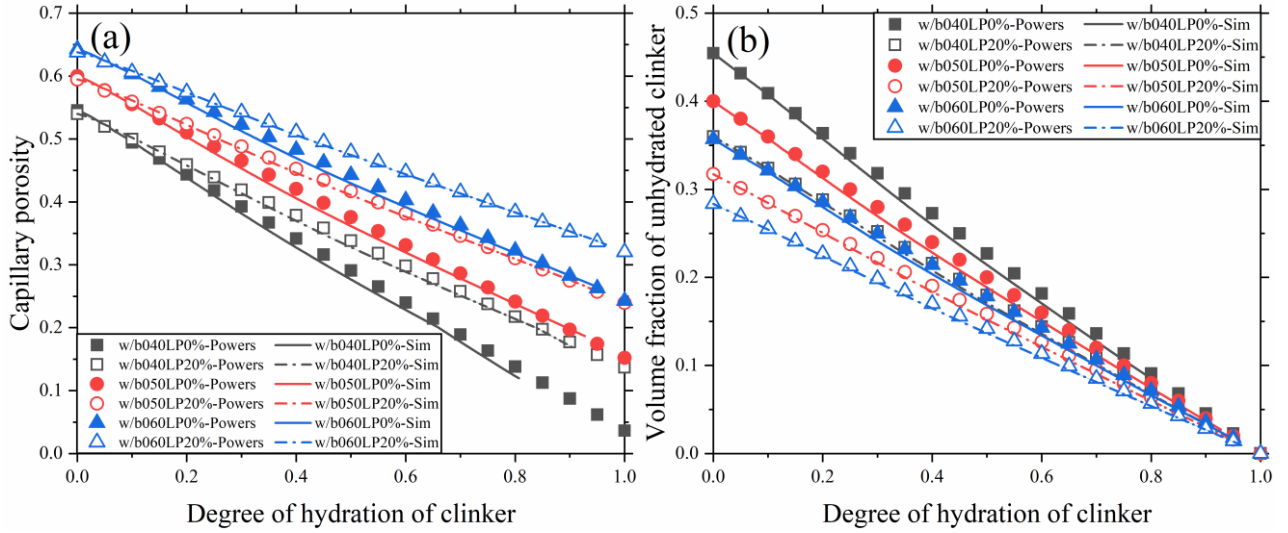 (a)
Capillary porosity
0.7
0.6
0.5
0.4
0.3
0.2
0.1
0.0
w/b040LP0%-Powers w/b040LP0%-Sim
w/b040LP20%-Powers w/b040LP20%-Sim
w/b050LP0%-Powers w/b050LP0%-Sim
w/b050LP20%-Powers w/b050LP20%-Sim
w/b060LP0%-Powers w/b060LP0%-Sim
w/b060LP20%-Powers w/b060LP20%-Sim
0.0 0.2 0.4 0.6 0.8 1.0
Degree of hydration of clinker
(b)
Volume fraction of unhydrated clinker
0.5
0.4
0.3
0.2
0.1
0.0
w/b040LP0%-Powers w/b040LP0%-Sim
w/b040LP20%-Powers w/b040LP20%-Sim
w/b050LP0%-Powers w/b050LP0%-Sim
w/b050LP20%-Powers w/b050LP20%-Sim
w/b060LP0%-Powers w/b060LP0%-Sim
w/b060LP20%-Powers w/b060LP20%-Sim
0.0 0.2 0.4 0.6 0.8 1.0
Degree of hydration of clinker